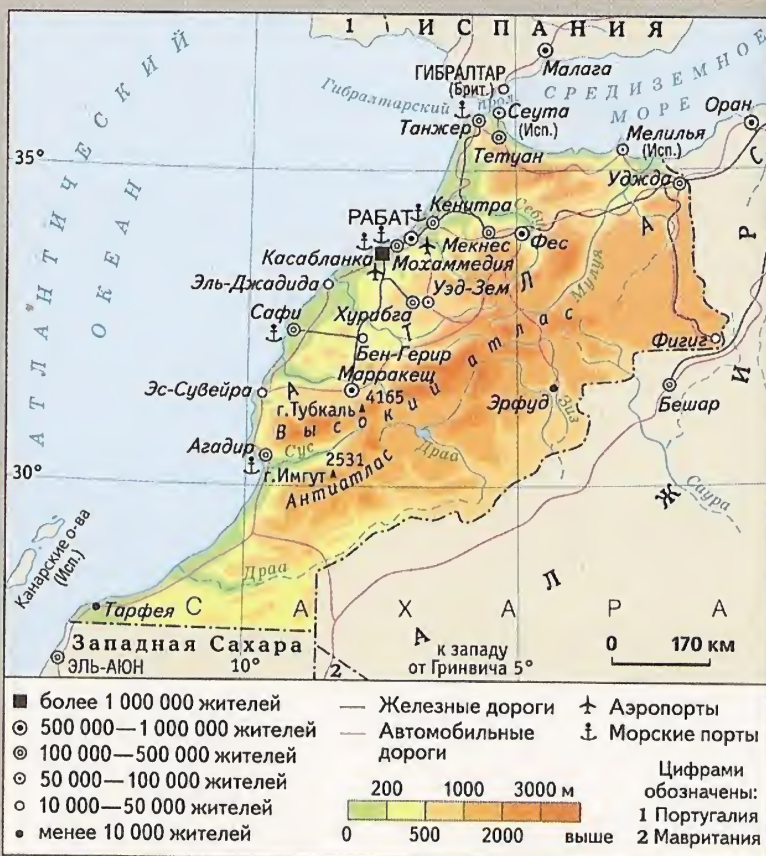 1 ИСПАНИЯ
Малага
ГИБРАЛТАР
(Брит.)
СРЕДИЗЕМНОЕ
МОРЕ
Гибралтарский прол.
Сеута
(Исп.)
Танжер
Тетуан
Оран
Мелилья
(Исп.)
Уджда
АТЛАНТИЧЕСКИЙ
ОКЕАН
35°
РАБАТ
Кенитра
Себу
Касабланка
Мохаммедия
Мекнес
Фес
Мулуя
Эль-Джадида
Уэд-Зем
Сафи
Хурибга
Бен-Герир
Фигиг
Эс-Сувейра
Марракеш
4165
г.Тубкаль
Высокий атлас
АТЛАС
Эрфуд
Зиз
Бешар
Агадир
Сус
2531
г.Имгут
Антиатлас
Драа
30°
Саура
Канарские о-ва
(Исп.)
Драа
Тарфея
САХАРА
АЛЖИР
Западная Сахара
ЭЛЬ-АЮН
10°
2
к западу
от Гринвича 5°
0 170 км
более 1 000 000 жителей
500 000—1 000 000 жителей
100 000—500 000 жителей
50 000—100 000 жителей
10 000—50 000 жителей
менее 10 000 жителей
Железные дороги
Автомобильные
дороги
Аэропорты
Морские порты
200 1000 3000 м
0 500 2000 выше
Цифрами
обозначены:
1 Португалия
2 Мавритания